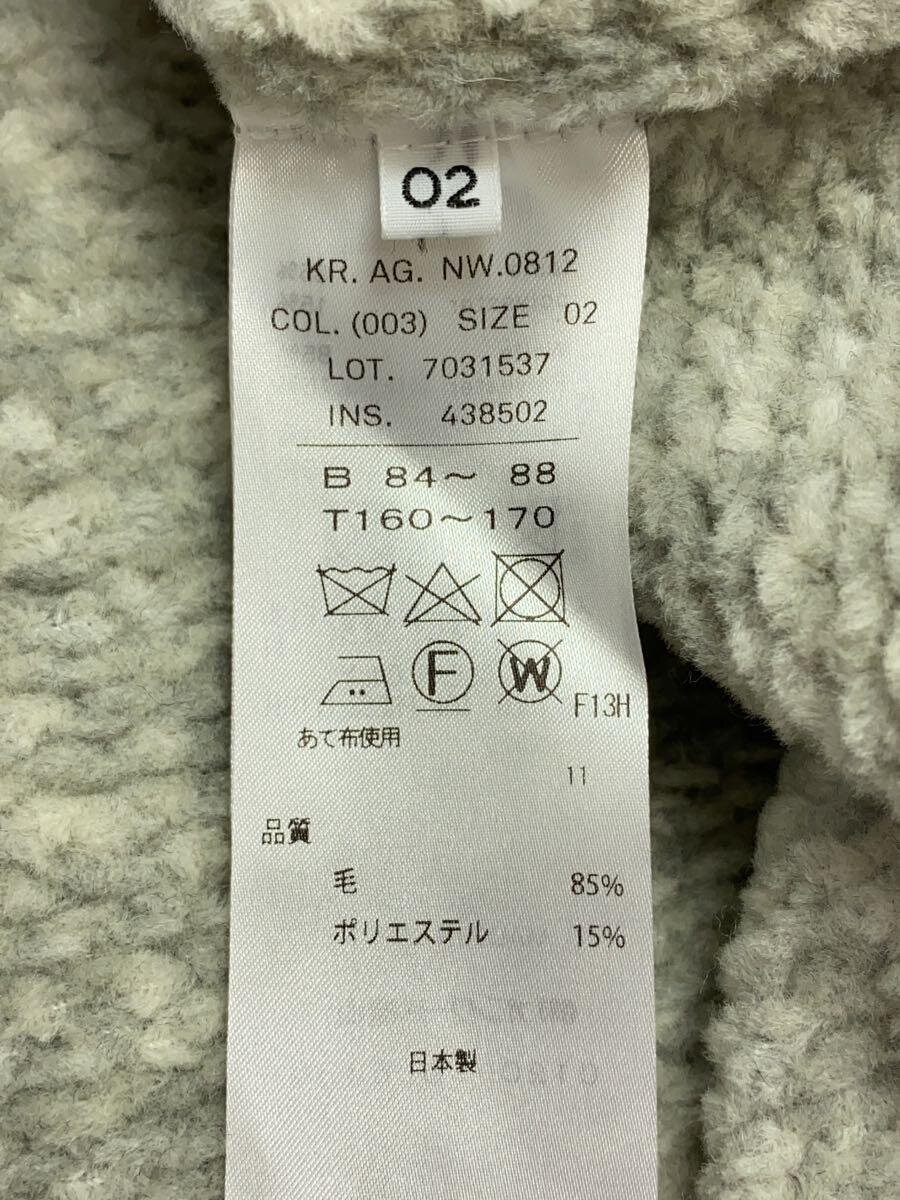 02
KR. AG. NW.0812
COL. (003) SIZE 02
LOT. 7031537
INS. 438502
B 84〜 88
T160〜170
F W
F13H
あて布使用
11
品質
毛 85%
ポリエステル 15%
日本製